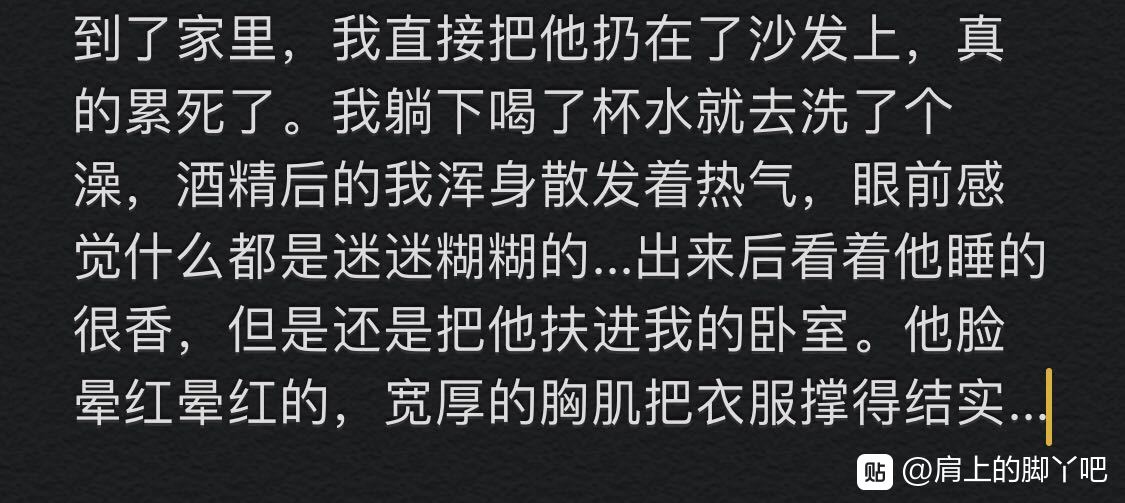 到了家里，我直接把他扔在了沙发上，真
的累死了。我躺下喝了杯水就去洗了个
澡，酒精后的我浑身散发着热气，眼前感
觉什么都是迷迷糊糊的...出来后看着他睡的
很香，但是还是把他扶进我的卧室。他脸
晕红晕红的，宽厚的胸肌把衣服撑得结实...
贴 @肩上的脚丫吧